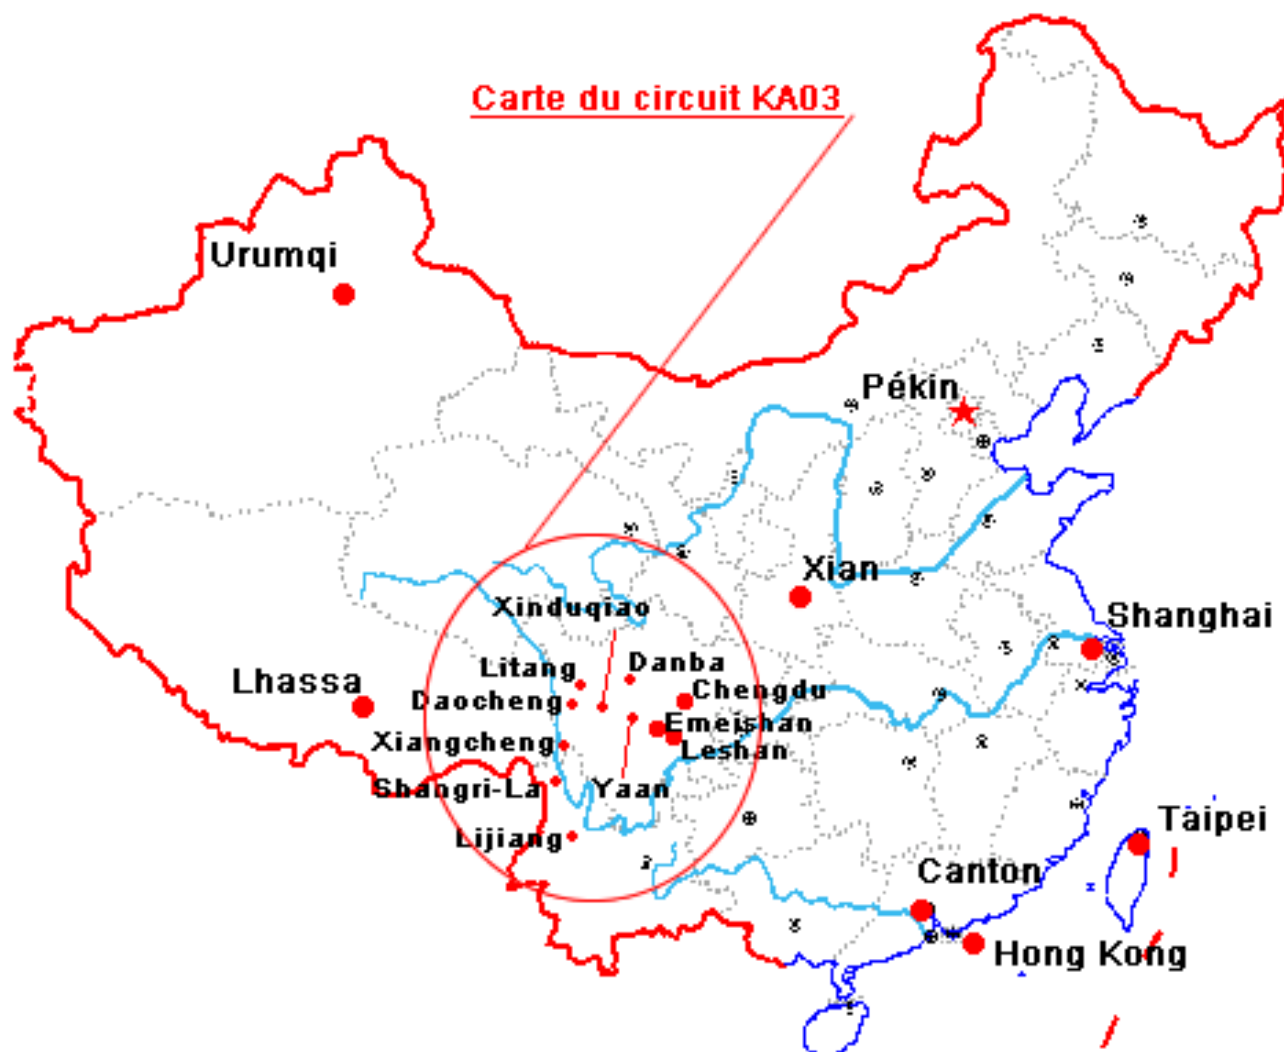 Carte du circuit KA03
Urumqi
Pékin
Xian
Xinduqiao
Shanghai
Litang
Danba
Lhassa
Daocheng
Chengdu
Emeishan
Xiangcheng
Leshan
Shangri-La
Yaan
Lijiang
Taipei
Canton
Hong Kong